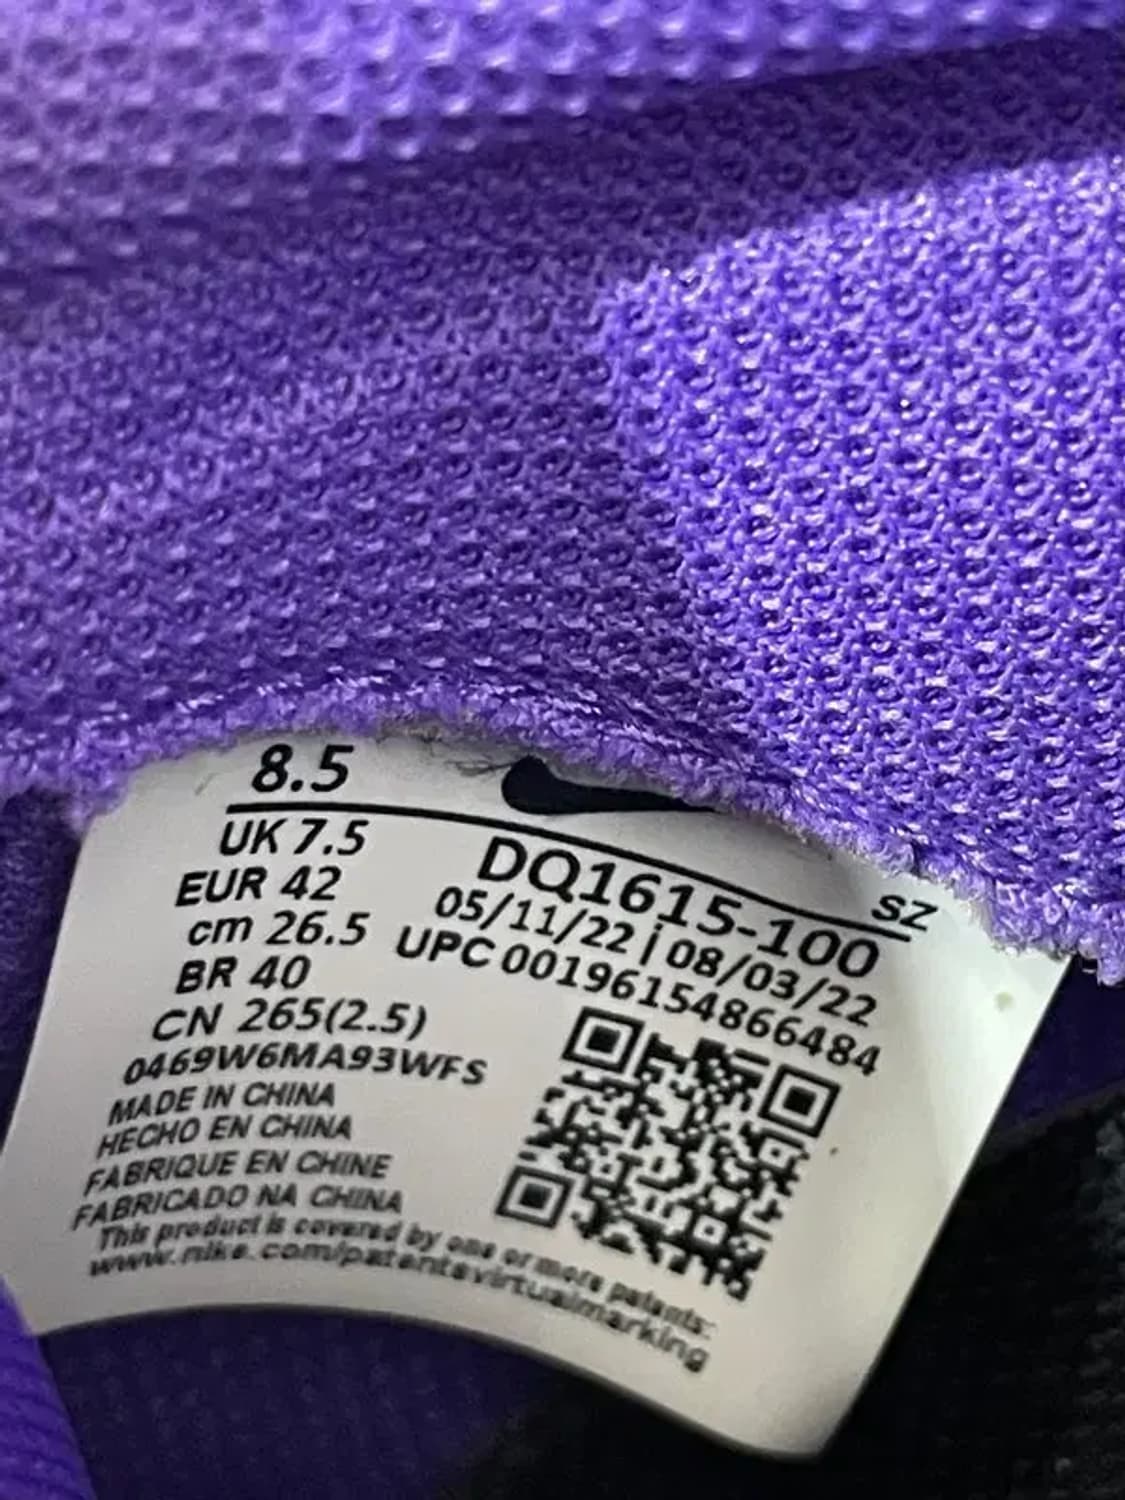 8.5
SZ
UK 7.5
EUR 42
cm 26.5
BR 40
CN 265(2.5)
DQ1615-100
05/11/22 | 08/03/22
UPC 00196154866484
0469W6MA93WFS
MADE IN CHINA
HECHO EN CHINA
FABRIQUE EN CHINE
FABRICADO NA CHINA
This product is covered by one or more patents:
www.nike.com/patentsvirtualmarking